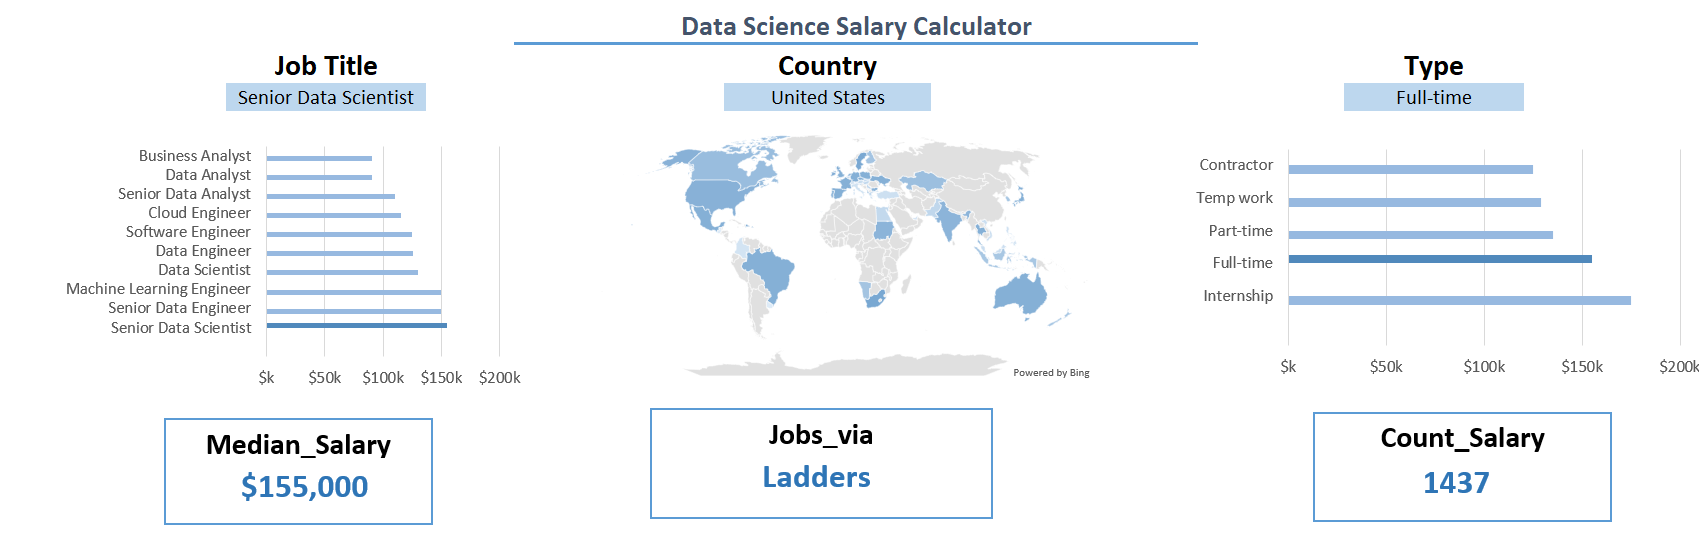 Data Science Salary Calculator
Job Title
Senior Data Scientist
Country
United States
Type
Full-time
Business Analyst
Data Analyst
Senior Data Analyst
Cloud Engineer
Software Engineer
Data Engineer
Data Scientist
Machine Learning Engineer
Senior Data Engineer
Senior Data Scientist
$k $50k $100k $150k $200k
Powered by Bing
Contractor
Temp work
Part-time
Full-time
Internship
$k $50k $100k $150k $200k
Median_Salary
$155,000
Jobs_via
Ladders
Count_Salary
1437